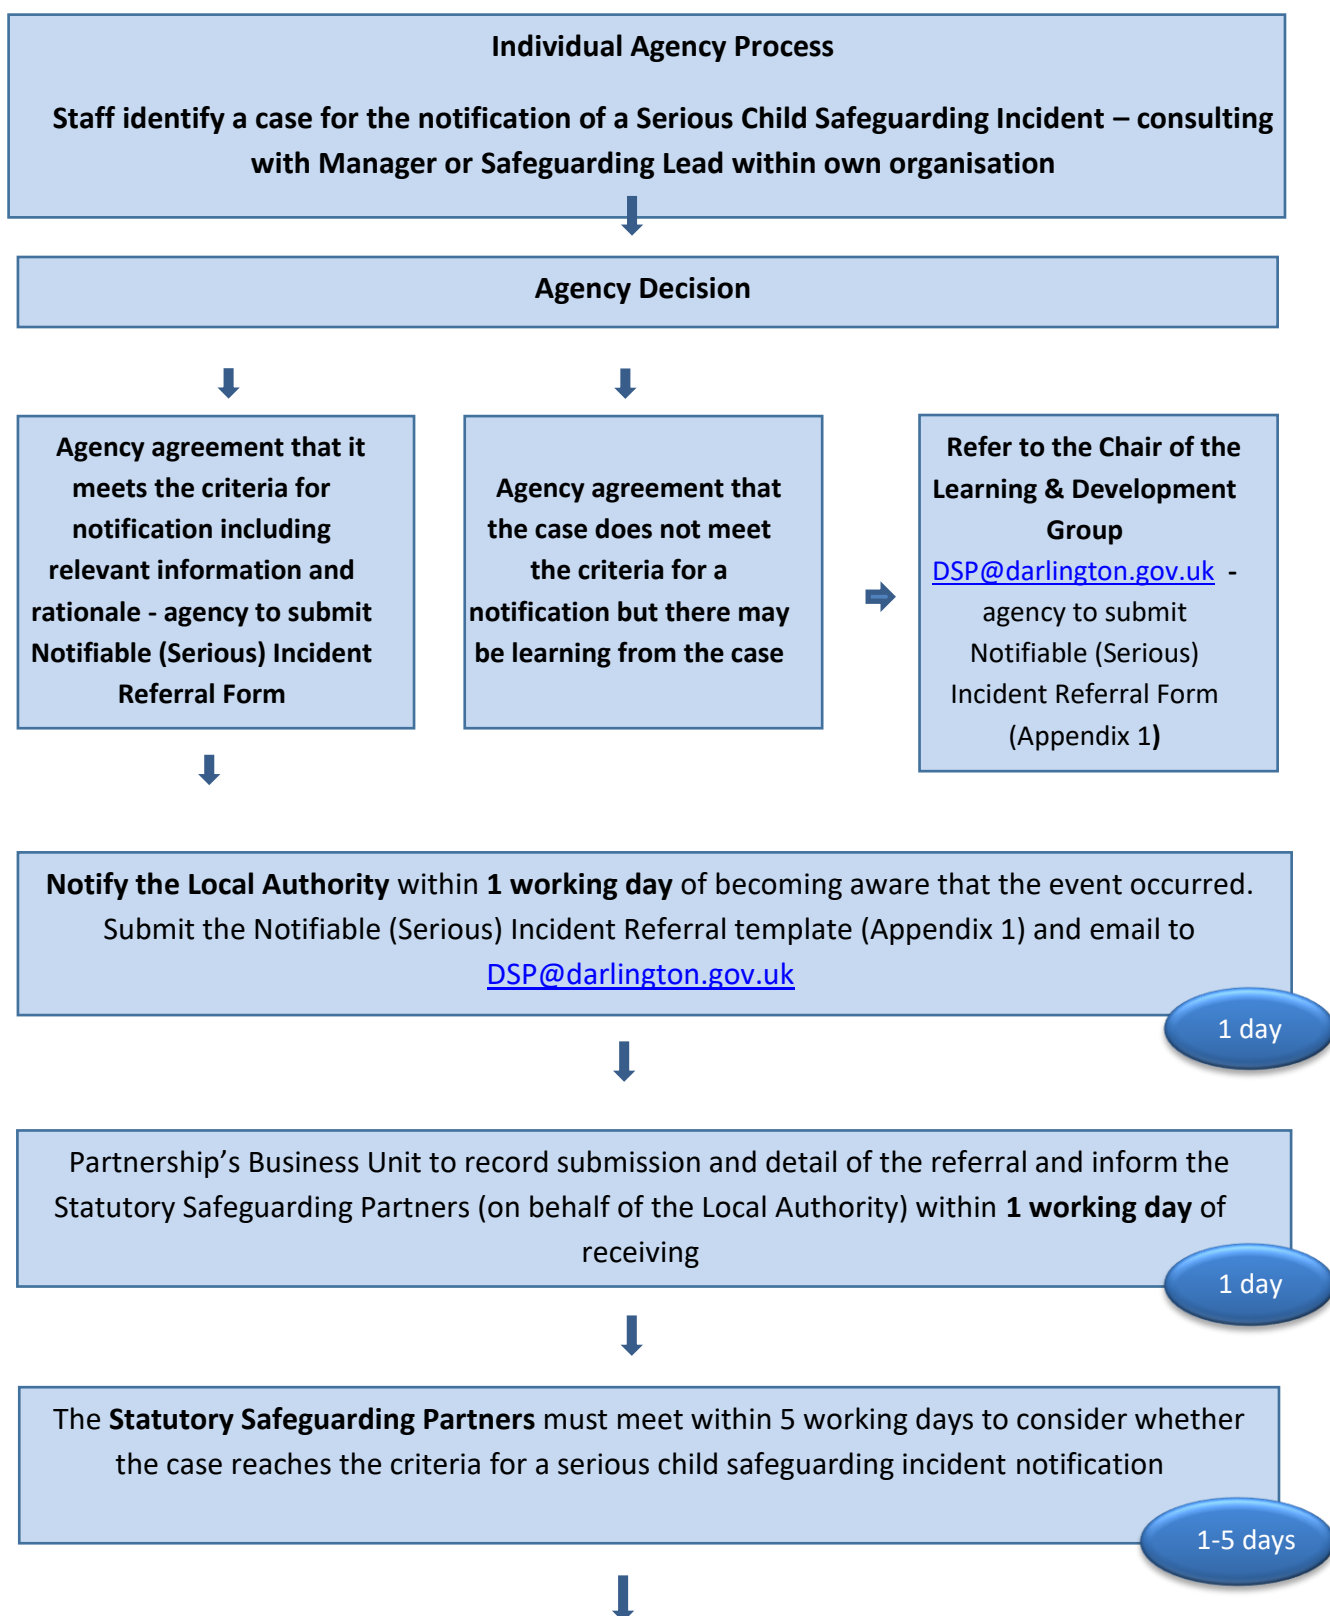 Individual Agency Process
Staff identify a case for the notification of a Serious Child Safeguarding Incident – consulting
with Manager or Safeguarding Lead within own organisation
Agency Decision
Agency agreement that it
meets the criteria for
notification including
relevant information and
rationale - agency to submit
Notifiable (Serious) Incident
Referral Form
Agency agreement that
the case does not meet
the criteria for a
notification but there may
be learning from the case
Refer to the Chair of the
Learning & Development
Group
DSP@darlington.gov.uk -
agency to submit
Notifiable (Serious)
Incident Referral Form
(Appendix 1)
Notify the Local Authority within 1 working day of becoming aware that the event occurred.
Submit the Notifiable (Serious) Incident Referral template (Appendix 1) and email to
DSP@darlington.gov.uk
1 day
Partnership’s Business Unit to record submission and detail of the referral and inform the
Statutory Safeguarding Partners (on behalf of the Local Authority) within 1 working day of
receiving
1 day
The Statutory Safeguarding Partners must meet within 5 working days to consider whether
the case reaches the criteria for a serious child safeguarding incident notification
1-5 days